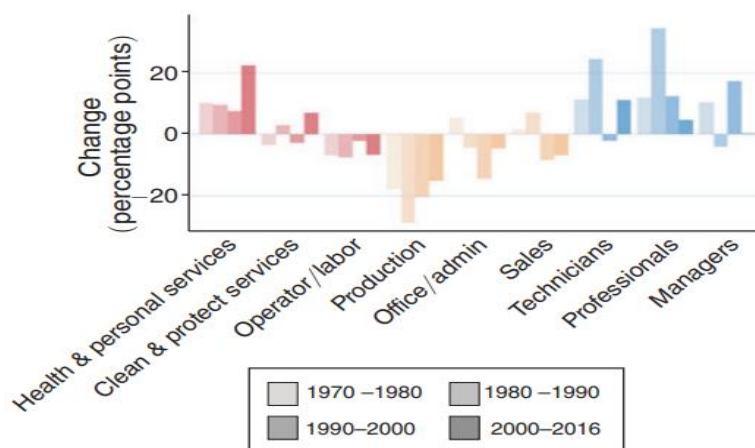 Change
(percentage points)
20
0
−20
Health & personal services
Clean & protect services
Operator/labor
Production
Office/admin
Sales
Technicians
Professionals
Managers
1970 –1980
1980 –1990
1990–2000
2000–2016